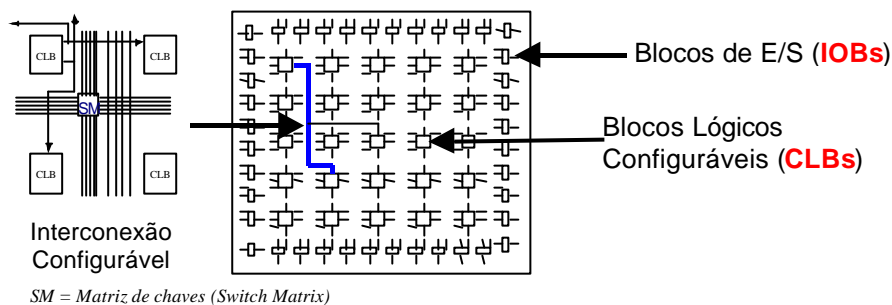 CLB
CLB
SM
CLB
CLB
Interconexão
Configurável
SM = Matriz de chaves (Switch Matrix)
Blocos de E/S (IOBs)
Blocos Lógicos
Configuráveis (CLBs)